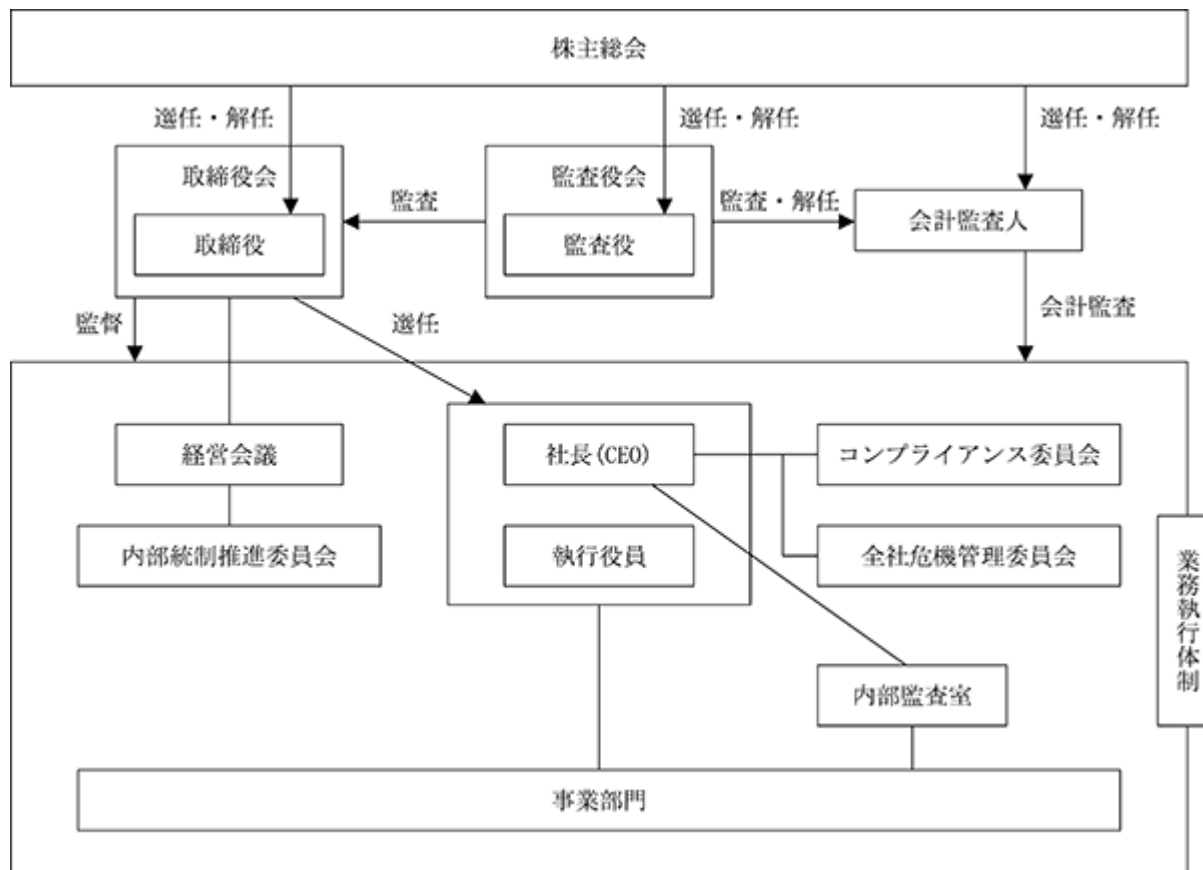 株主総会
選任・解任
選任・解任
選任・解任
取締役会
取締役
監査
監査役会
監査役
監査・解任
会計監査人
監督
選任
会計監査
経営会議
内部統制推進委員会
社長(CEO)
執行役員
コンプライアンス委員会
全社危機管理委員会
内部監査室
業務執行体制
事業部門